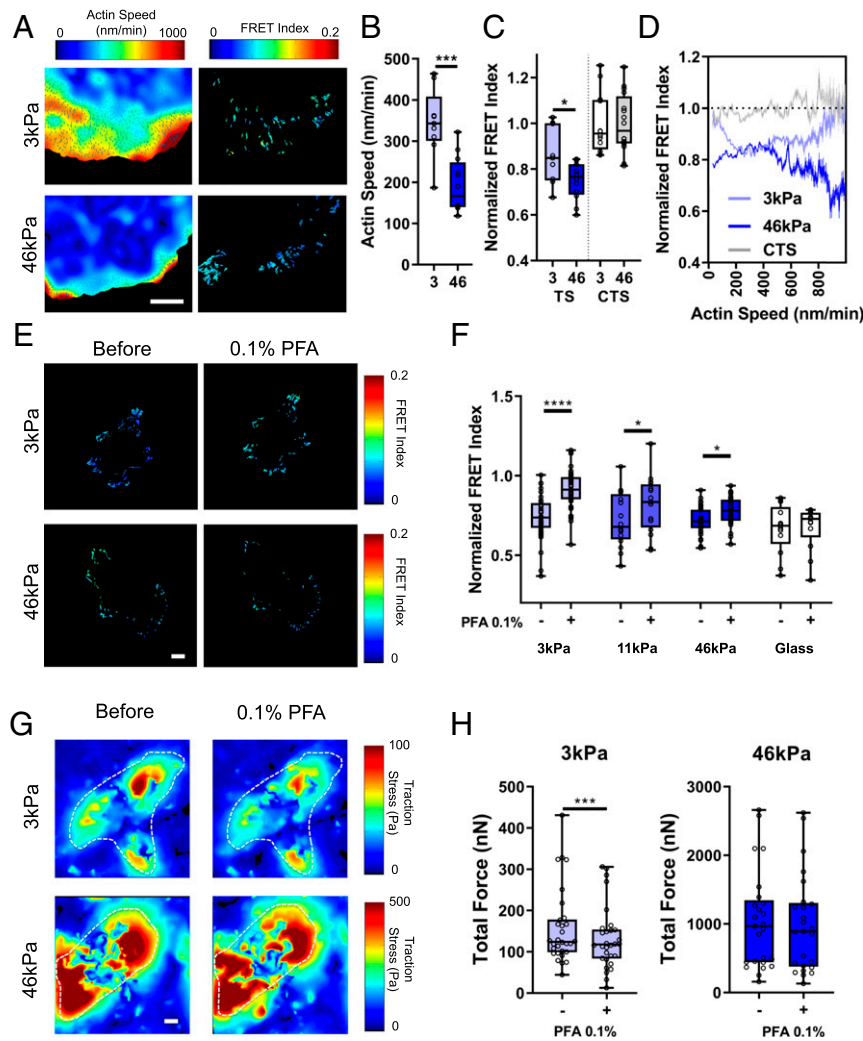 A
Actin Speed
(nm/min)
0 1000
FRET Index
0 0.2
3kPa
46kPa
B
Actin Speed (nm/min)
500
400
300
200
100
0
***
3 46
C
Normalized FRET Index
1.2
1.0
0.8
0.6
0.4
*
3 46 3 46
TS CTS
D
Normalized FRET Index
1.2
1.0
0.8
0.6
0.4
3kPa
46kPa
CTS
200 400 600 800
Actin Speed (nm/min)
E
Before 0.1% PFA
3kPa
0.2
FRET Index
0
46kPa
0.2
FRET Index
0
F
Normalized FRET Index
1.5
1.0
0.5
****
*
*
PFA 0.1% - + - + - + - +
3kPa 11kPa 46kPa Glass
G
Before 0.1% PFA
3kPa
100
Traction
Stress (Pa)
0
46kPa
500
Traction
Stress (Pa)
0
H
3kPa
Total Force (nN)
500
400
300
200
150
100
50
0
***
- +
PFA 0.1%
46kPa
Total Force (nN)
3000
2000
1000
0
- +
PFA 0.1%